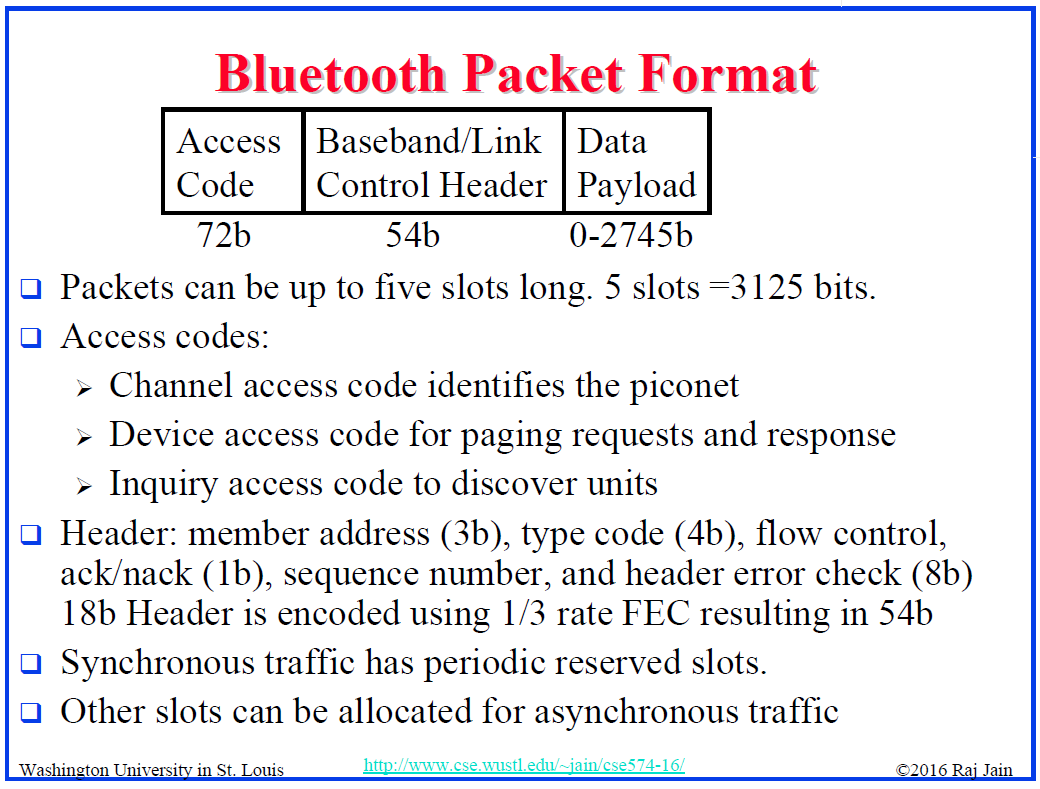 Bluetooth Packet Format
Access Baseband/Link Data
Code Control Header Payload
72b 54b 0-2745b
Packets can be up to five slots long. 5 slots =3125 bits.
Access codes:
Channel access code identifies the piconet
Device access code for paging requests and response
Inquiry access code to discover units
Header: member address (3b), type code (4b), flow control,
ack/nack (1b), sequence number, and header error check (8b)
18b Header is encoded using 1/3 rate FEC resulting in 54b
Synchronous traffic has periodic reserved slots.
Other slots can be allocated for asynchronous traffic
Washington University in St. Louis http://www.cse.wustl.edu/~jain/cse574-16/ ©2016 Raj Jain